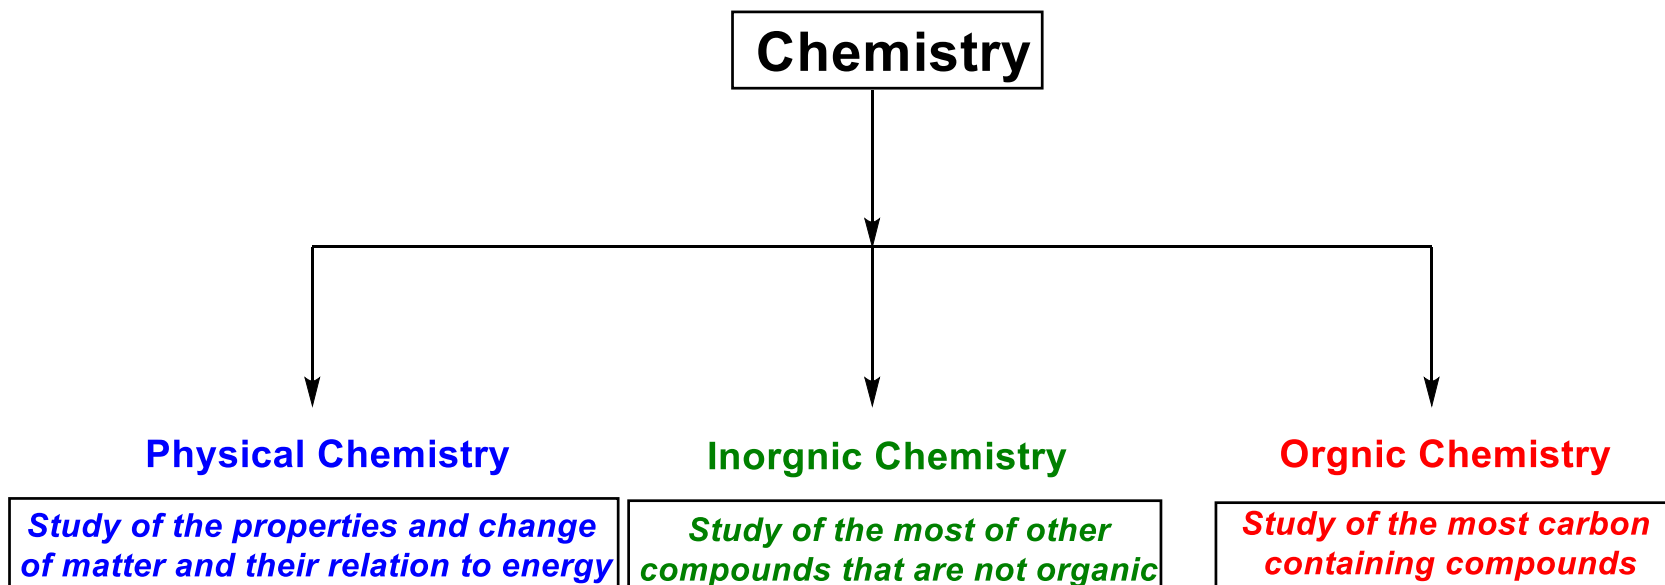 Chemistry
Physical Chemistry
Inorgnic Chemistry
Orgnic Chemistry
Study of the properties and change
of matter and their relation to energy
Study of the most of other
compounds that are not organic
Study of the most carbon
containing compounds